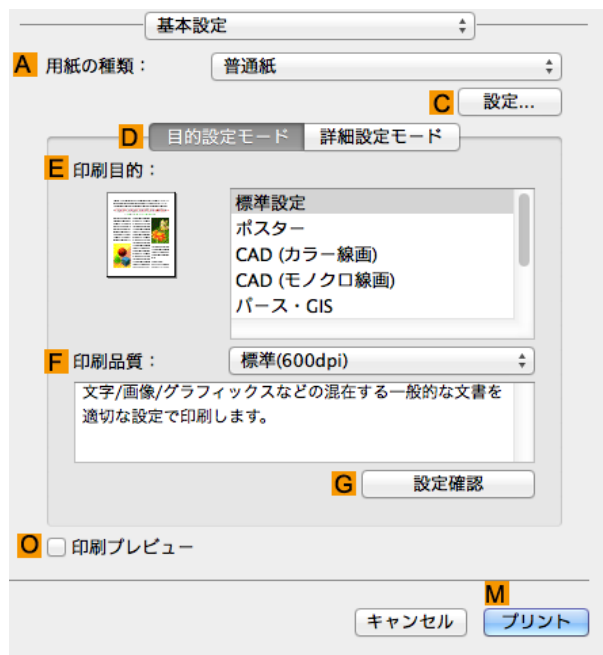 基本設定
A 用紙の種類： 普通紙
C 設定...
D 目的設定モード 詳細設定モード
E 印刷目的：
標準設定
ポスター
CAD (カラー線画)
CAD (モノクロ線画)
パース・GIS
F 印刷品質： 標準(600dpi)
文字/画像/グラフィックスなどの混在する一般的な文書を
適切な設定で印刷します。
G 設定確認
O 印刷プレビュー
M
キャンセル プリント